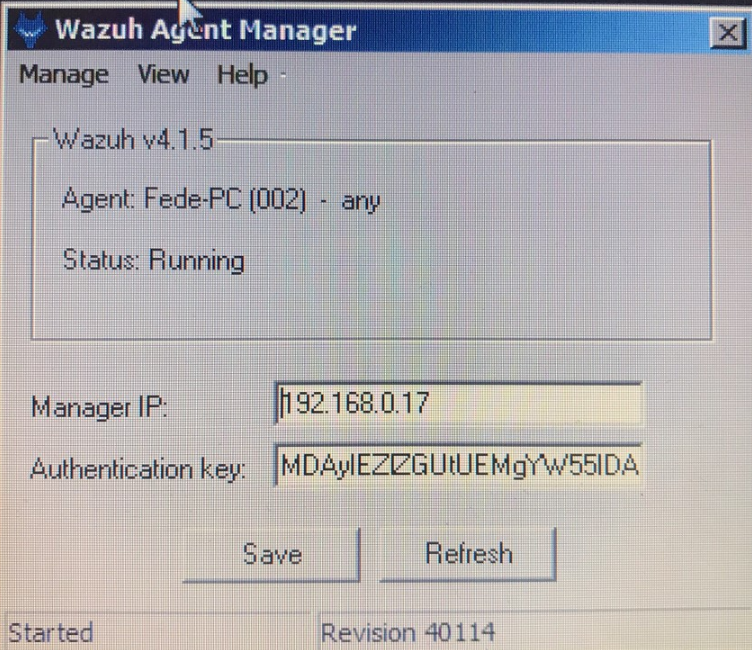 Wazuh Agent Manager
Manage View Help
Wazuh v4.1.5
Agent: Fede-PC (002) - any
Status: Running
Manager IP: 192.168.0.17
Authentication key: MDAyIEZlZGUtUEMgYW55IDA
Save Refresh
Started Revision 40114